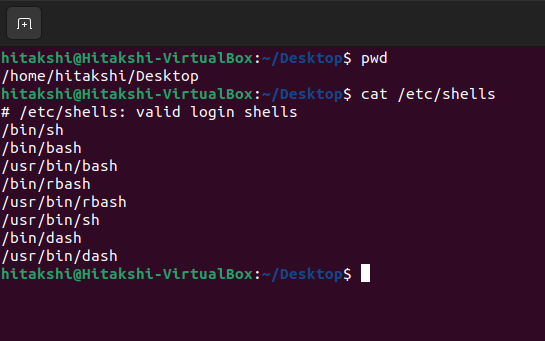 hitakshi@Hitakshi-VirtualBox:~/Desktop$ pwd
/home/hitakshi/Desktop
hitakshi@Hitakshi-VirtualBox:~/Desktop$ cat /etc/shells
# /etc/shells: valid login shells
/bin/sh
/bin/bash
/usr/bin/bash
/bin/rbash
/usr/bin/rbash
/usr/bin/sh
/bin/dash
/usr/bin/dash
hitakshi@Hitakshi-VirtualBox:~/Desktop$